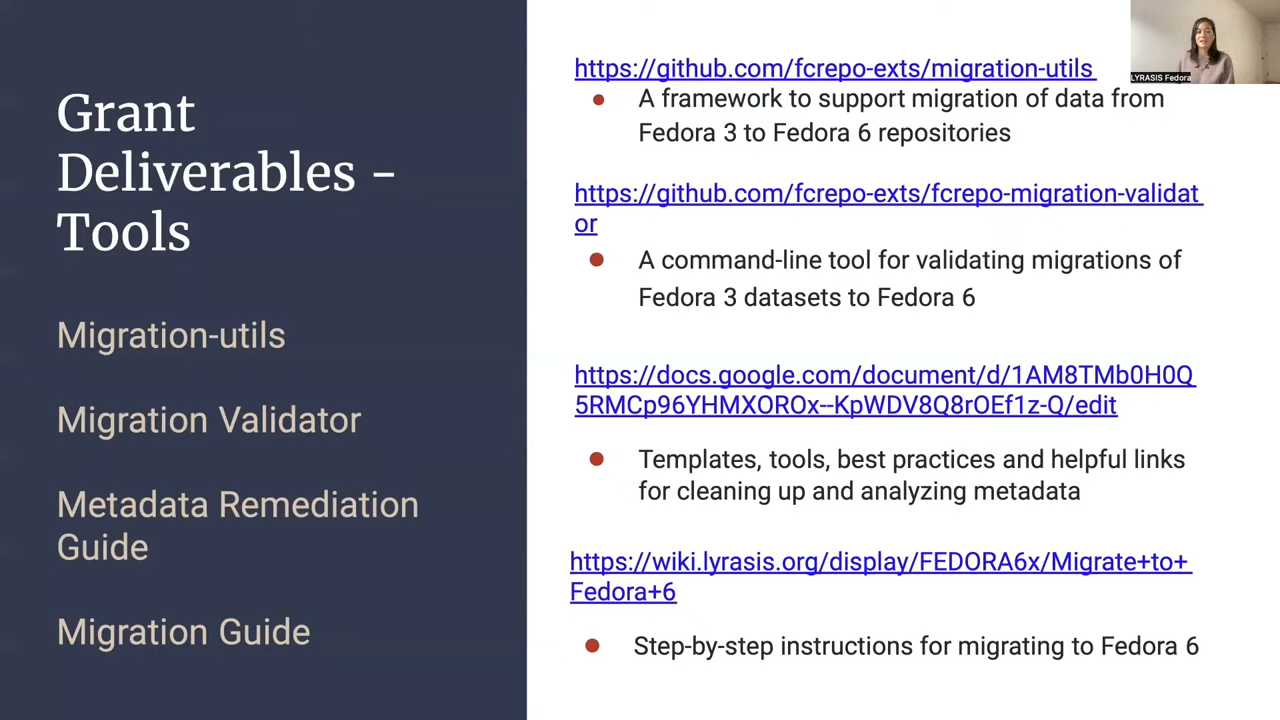 Grant
Deliverables -
Tools
Migration-utils
Migration Validator
Metadata Remediation
Guide
Migration Guide
https://github.com/fcrepo-exts/migration-utils
● A framework to support migration of data from
Fedora 3 to Fedora 6 repositories
https://github.com/fcrepo-exts/fcrepo-migration-validat
or
● A command-line tool for validating migrations of
Fedora 3 datasets to Fedora 6
https://docs.google.com/document/d/1AM8TMb0H0Q
5RMCp96YHMXOROx--KpWDV8Q8rOEf1z-Q/edit
● Templates, tools, best practices and helpful links
for cleaning up and analyzing metadata
https://wiki.lyrasis.org/display/FEDORA6x/Migrate+to+
Fedora+6
● Step-by-step instructions for migrating to Fedora 6
LYRASIS Fedora